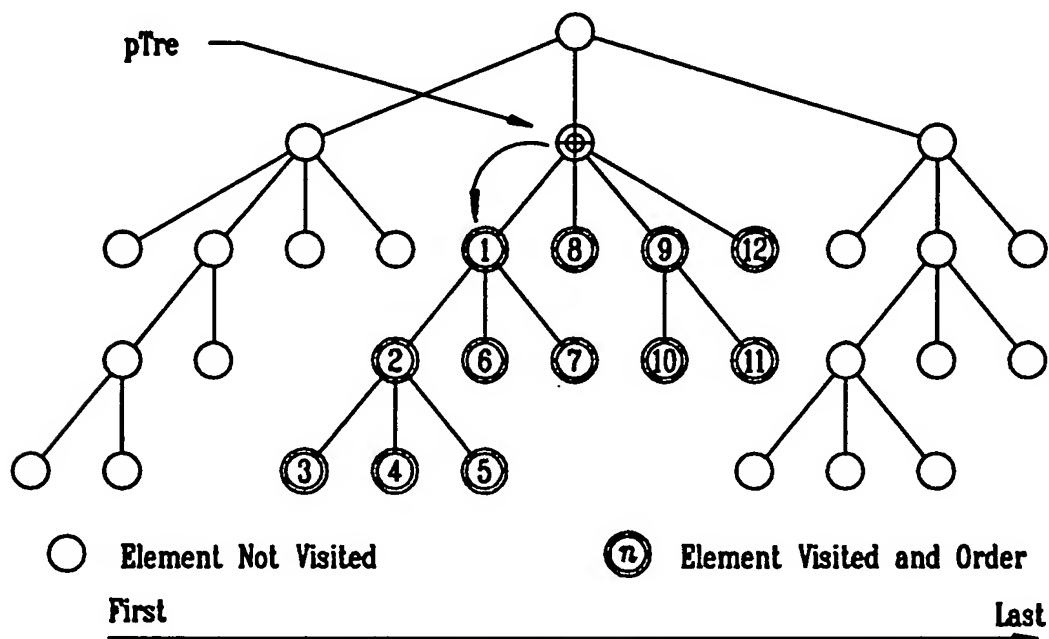 pTre
1 8 9 12
2 6 7 10 11
3 4 5
Element Not Visited
n Element Visited and Order
First Last